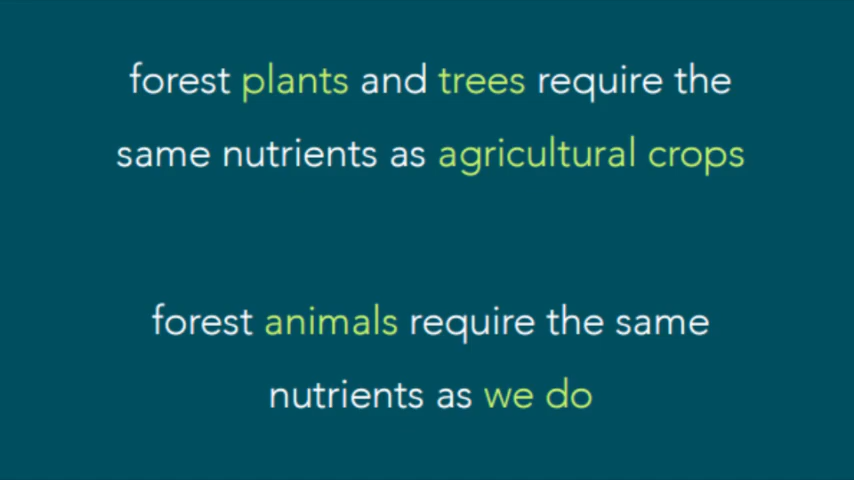 forest plants and trees require the
same nutrients as agricultural crops
forest animals require the same
nutrients as we do